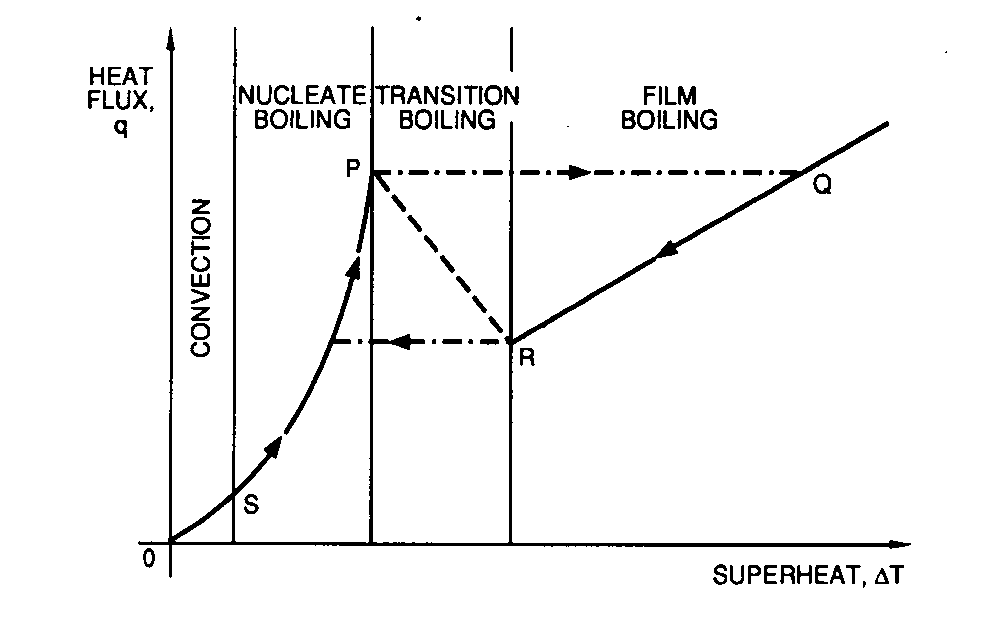 HEAT
FLUX,
q
NUCLEATE
BOILING
TRANSITION
BOILING
FILM
BOILING
CONVECTION
P
Q
R
S
0
SUPERHEAT, ΔT